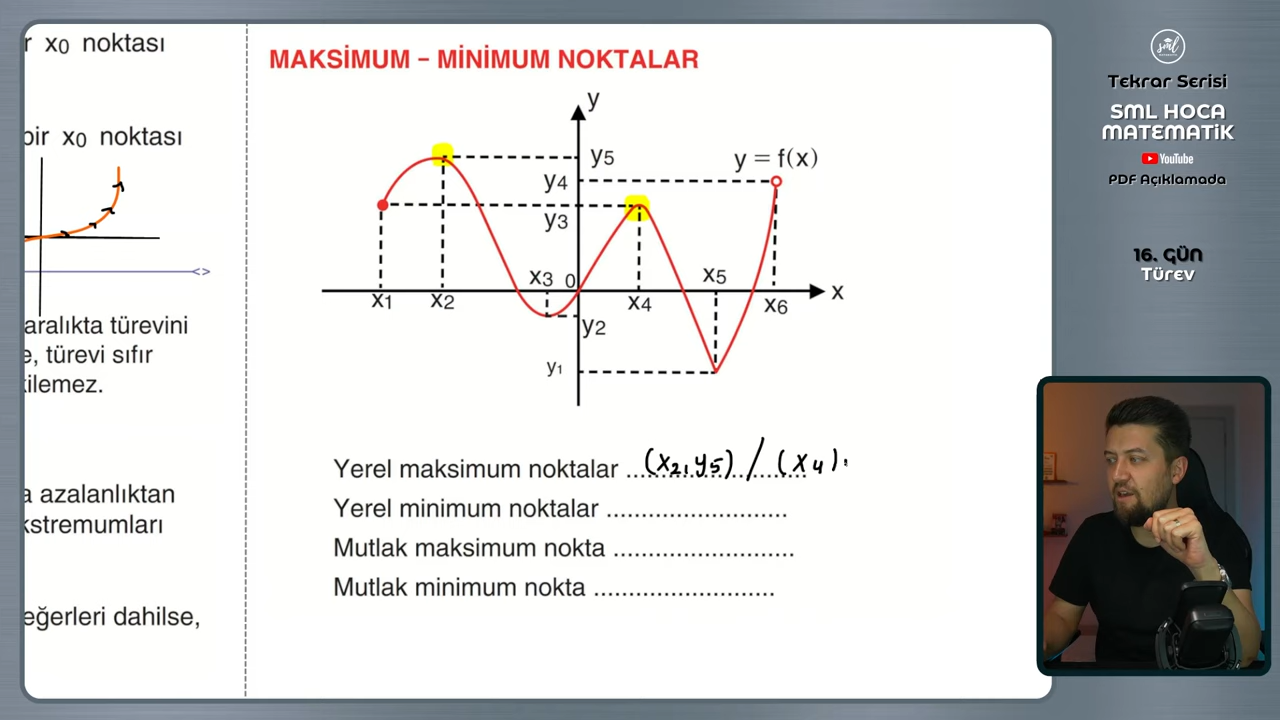 r x0 noktası
bir x0 noktası
<>
aralıkta türevini
e, türevi sıfır
kilemez.
a azalanlıktan
kstremumları
eğerleri dahilse,
MAKSİMUM – MİNİMUM NOKTALAR
y
y5
y = f(x)
y4
y3
x3 0
x5
x
x1 x2
x4
x6
y2
y1
Yerel maksimum noktalar ...(x2, y5) / (x4)
Yerel minimum noktalar ..........................
Mutlak maksimum nokta ..........................
Mutlak minimum nokta ..........................
sml
Tekrar Serisi
SML HOCA
MATEMATİK
YouTube
PDF Açıklamada
16. GÜN
Türev